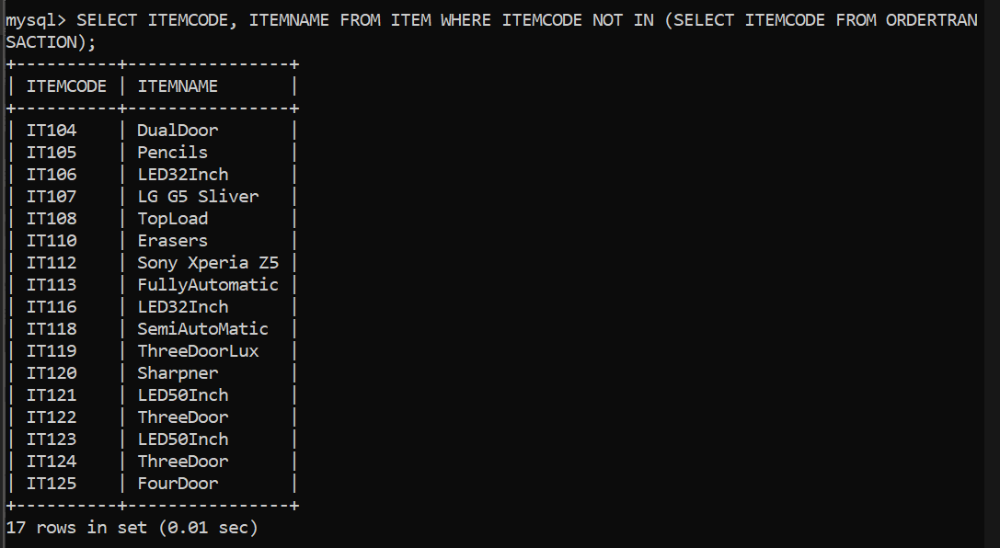 mysql> SELECT ITEMCODE, ITEMNAME FROM ITEM WHERE ITEMCODE NOT IN (SELECT ITEMCODE FROM ORDERTRAN
SACTION);
+----------+----------------+
| ITEMCODE | ITEMNAME       |
+----------+----------------+
| IT104    | DualDoor       |
| IT105    | Pencils        |
| IT106    | LED32Inch      |
| IT107    | LG G5 Sliver   |
| IT108    | TopLoad        |
| IT110    | Erasers        |
| IT112    | Sony Xperia Z5 |
| IT113    | FullyAutomatic |
| IT116    | LED32Inch      |
| IT118    | SemiAutoMatic  |
| IT119    | ThreeDoorLux   |
| IT120    | Sharpner       |
| IT121    | LED50Inch      |
| IT122    | ThreeDoor      |
| IT123    | LED50Inch      |
| IT124    | ThreeDoor      |
| IT125    | FourDoor       |
+----------+----------------+
17 rows in set (0.01 sec)